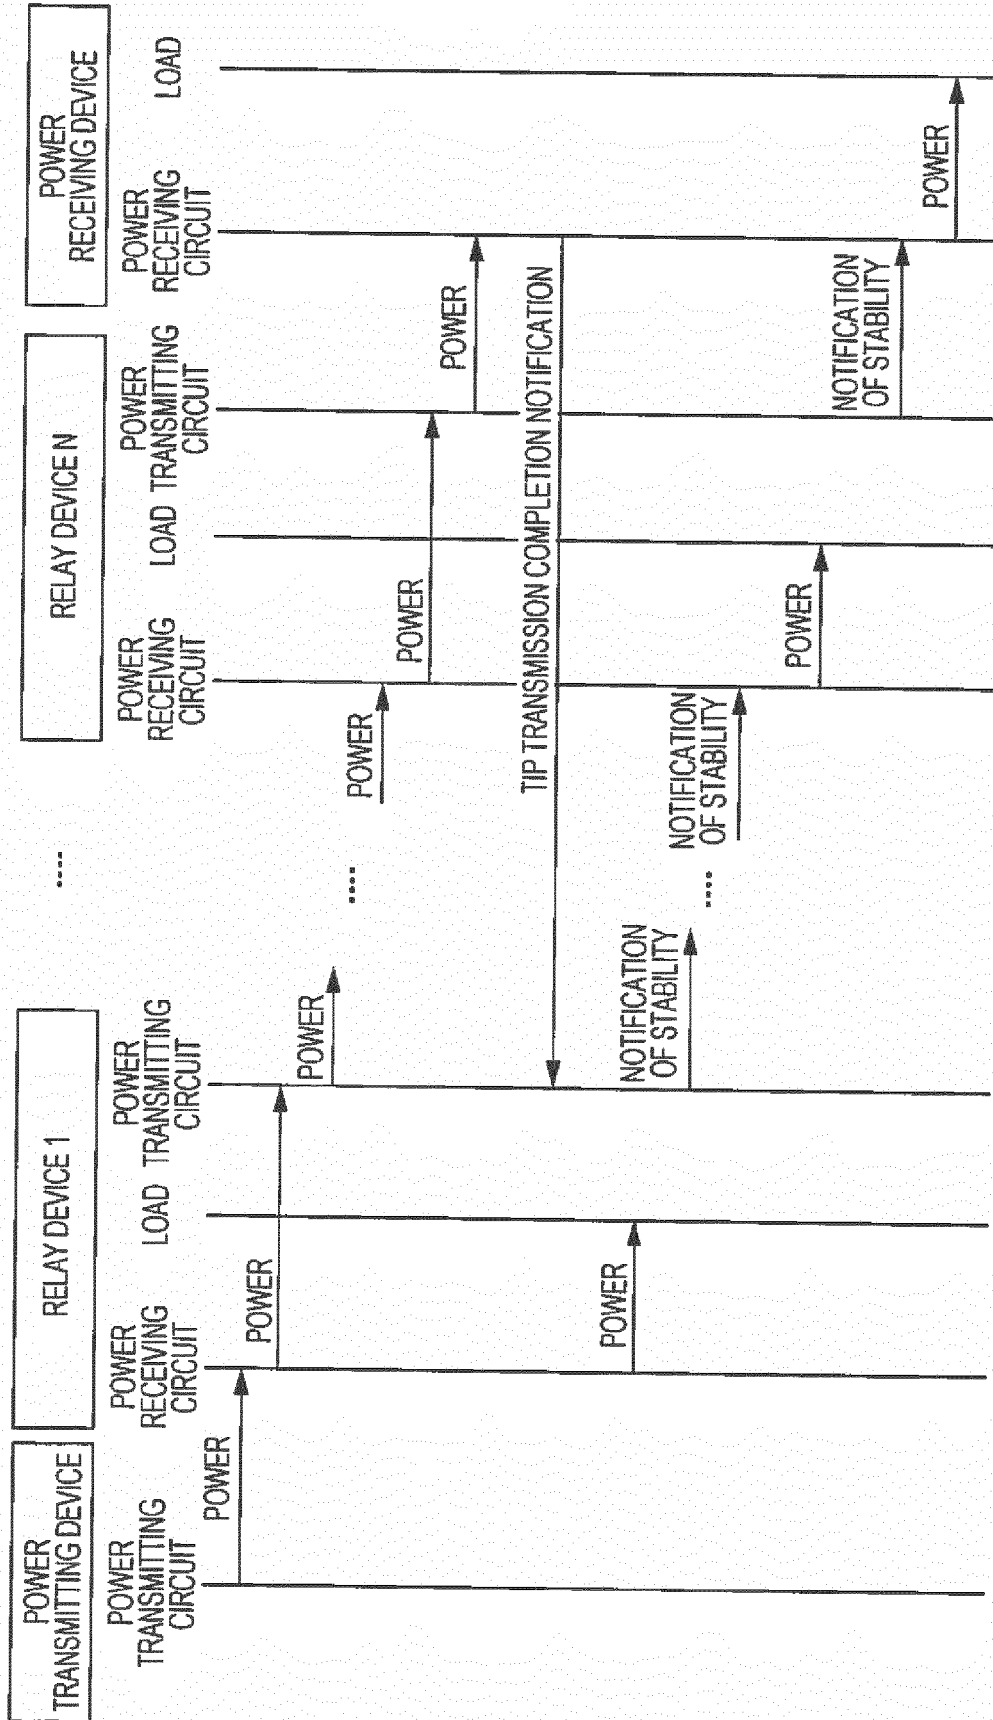 POWER
TRANSMITTING DEVICE
RELAY DEVICE 1
....
RELAY DEVICE N
POWER
RECEIVING DEVICE
POWER
TRANSMITTING
CIRCUIT
POWER
RECEIVING
CIRCUIT
LOAD
POWER
TRANSMITTING
CIRCUIT
POWER
RECEIVING
CIRCUIT
LOAD
POWER
TRANSMITTING
CIRCUIT
POWER
RECEIVING
CIRCUIT
LOAD
POWER
POWER
POWER
....
POWER
POWER
POWER
TIP TRANSMISSION COMPLETION NOTIFICATION
POWER
NOTIFICATION
OF STABILITY
....
NOTIFICATION
OF STABILITY
POWER
NOTIFICATION
OF STABILITY
POWER